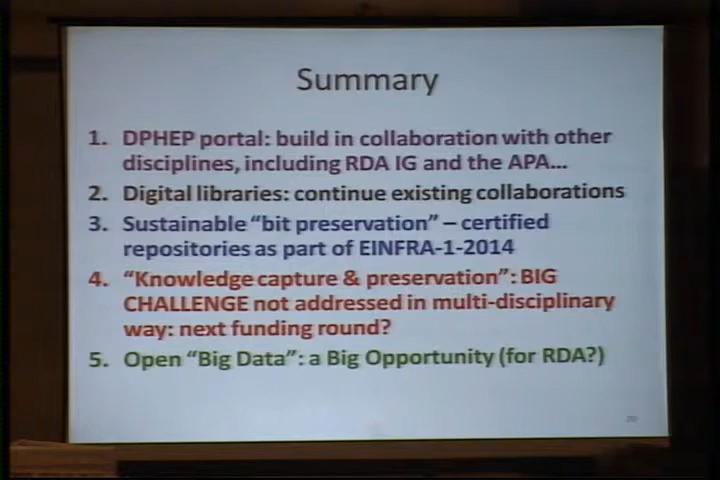 Summary
1. DPHEP portal: build in collaboration with other
disciplines, including RDA IG and the APA...
2. Digital libraries: continue existing collaborations
3. Sustainable "bit preservation" – certified
repositories as part of EINFRA-1-2014
4. "Knowledge capture & preservation": BIG
CHALLENGE not addressed in multi-disciplinary
way: next funding round?
5. Open "Big Data": a Big Opportunity (for RDA?)